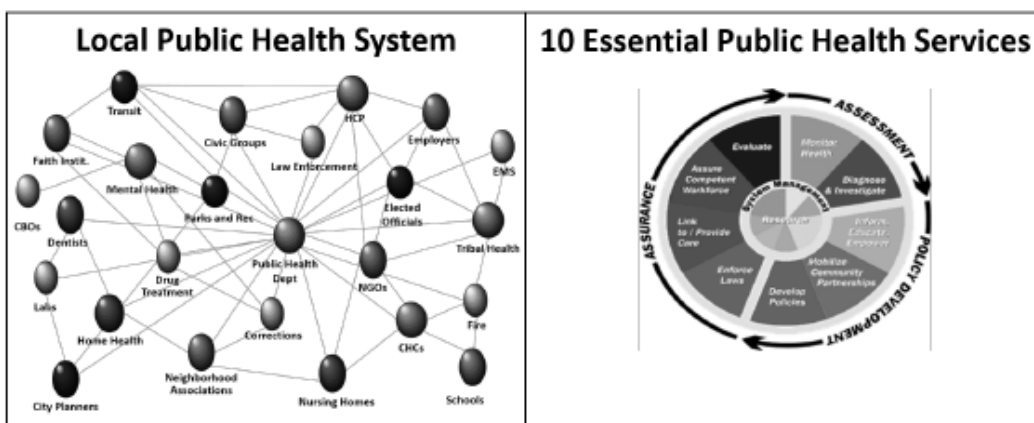 Local Public Health System
Transit
HCP
Civic Groups
Employers
Faith Instit.
Law Enforcement
EMS
Mental Health
CBOs
Parks and Rec
Elected
Officials
Dentists
Tribal Health
Public Health
Dept
Drug
Treatment
NGOs
Labs
Home Health
Corrections
CHCs
Fire
Neighborhood
Associations
City Planners
Nursing Homes
Schools
10 Essential Public Health Services
ASSESSMENT
Evaluate
Monitor
Health
Assure
Competent
Workforce
Diagnose
& Investigate
System Management
Research
ASSURANCE
Link
to / Provide
Care
Inform,
Educate,
Empower
Enforce
Laws
Mobilize
Community
Partnerships
Develop
Policies
POLICY DEVELOPMENT